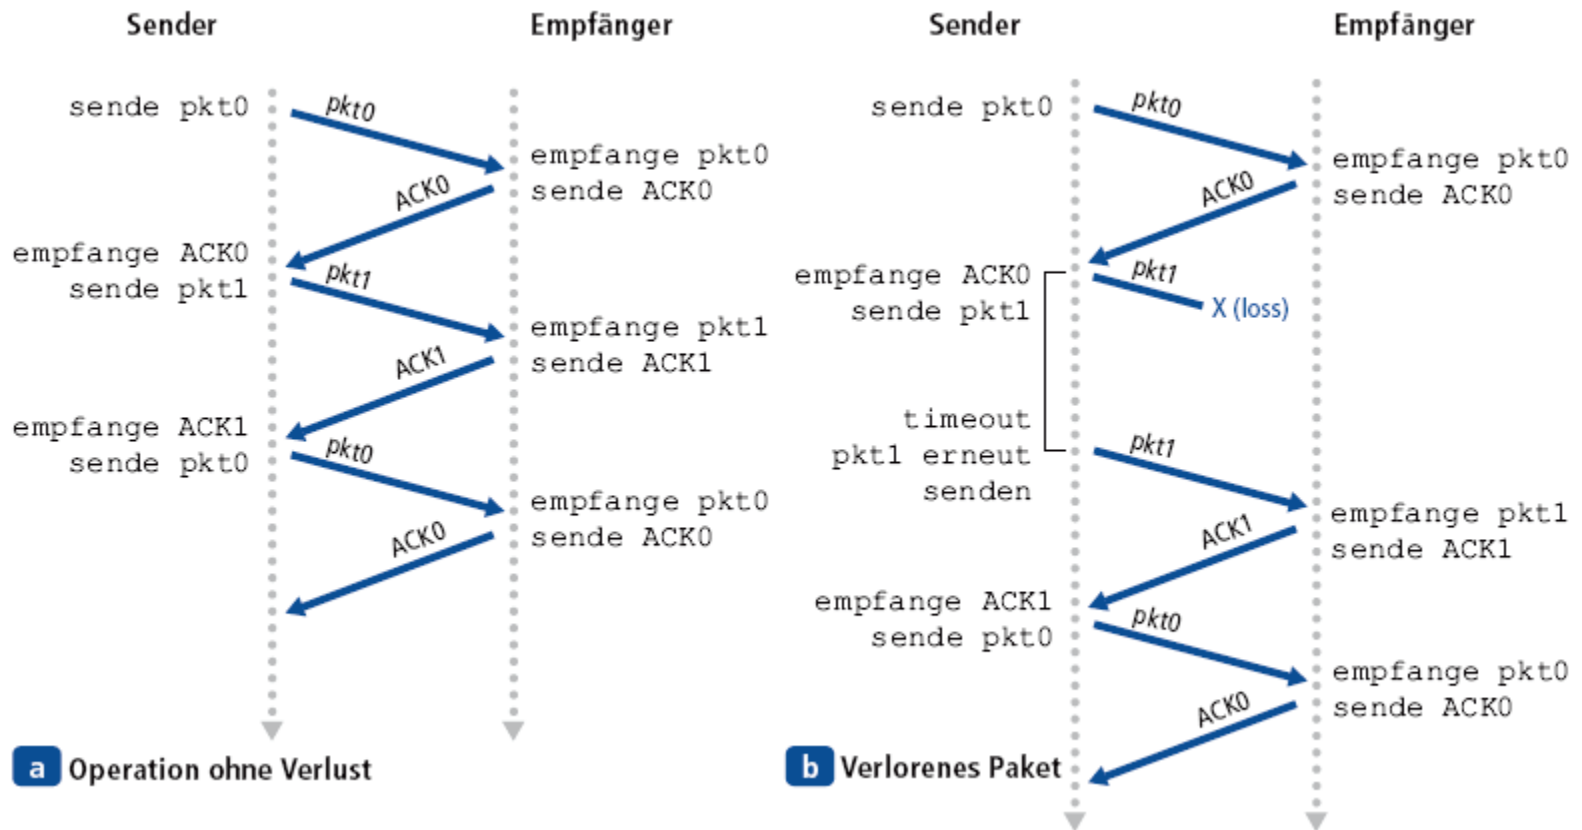 Sender
Empfänger
sende pkt0
pkt0
empfange pkt0
sende ACK0
ACK0
empfange ACK0
sende pkt1
pkt1
empfange pkt1
sende ACK1
ACK1
empfange ACK1
sende pkt0
pkt0
empfange pkt0
sende ACK0
ACK0
a Operation ohne Verlust
Sender
Empfänger
sende pkt0
pkt0
empfange pkt0
sende ACK0
ACK0
empfange ACK0
sende pkt1
pkt1
X (loss)
timeout
pkt1 erneut
senden
pkt1
empfange pkt1
sende ACK1
ACK1
empfange ACK1
sende pkt0
pkt0
empfange pkt0
sende ACK0
ACK0
b Verlorenes Paket